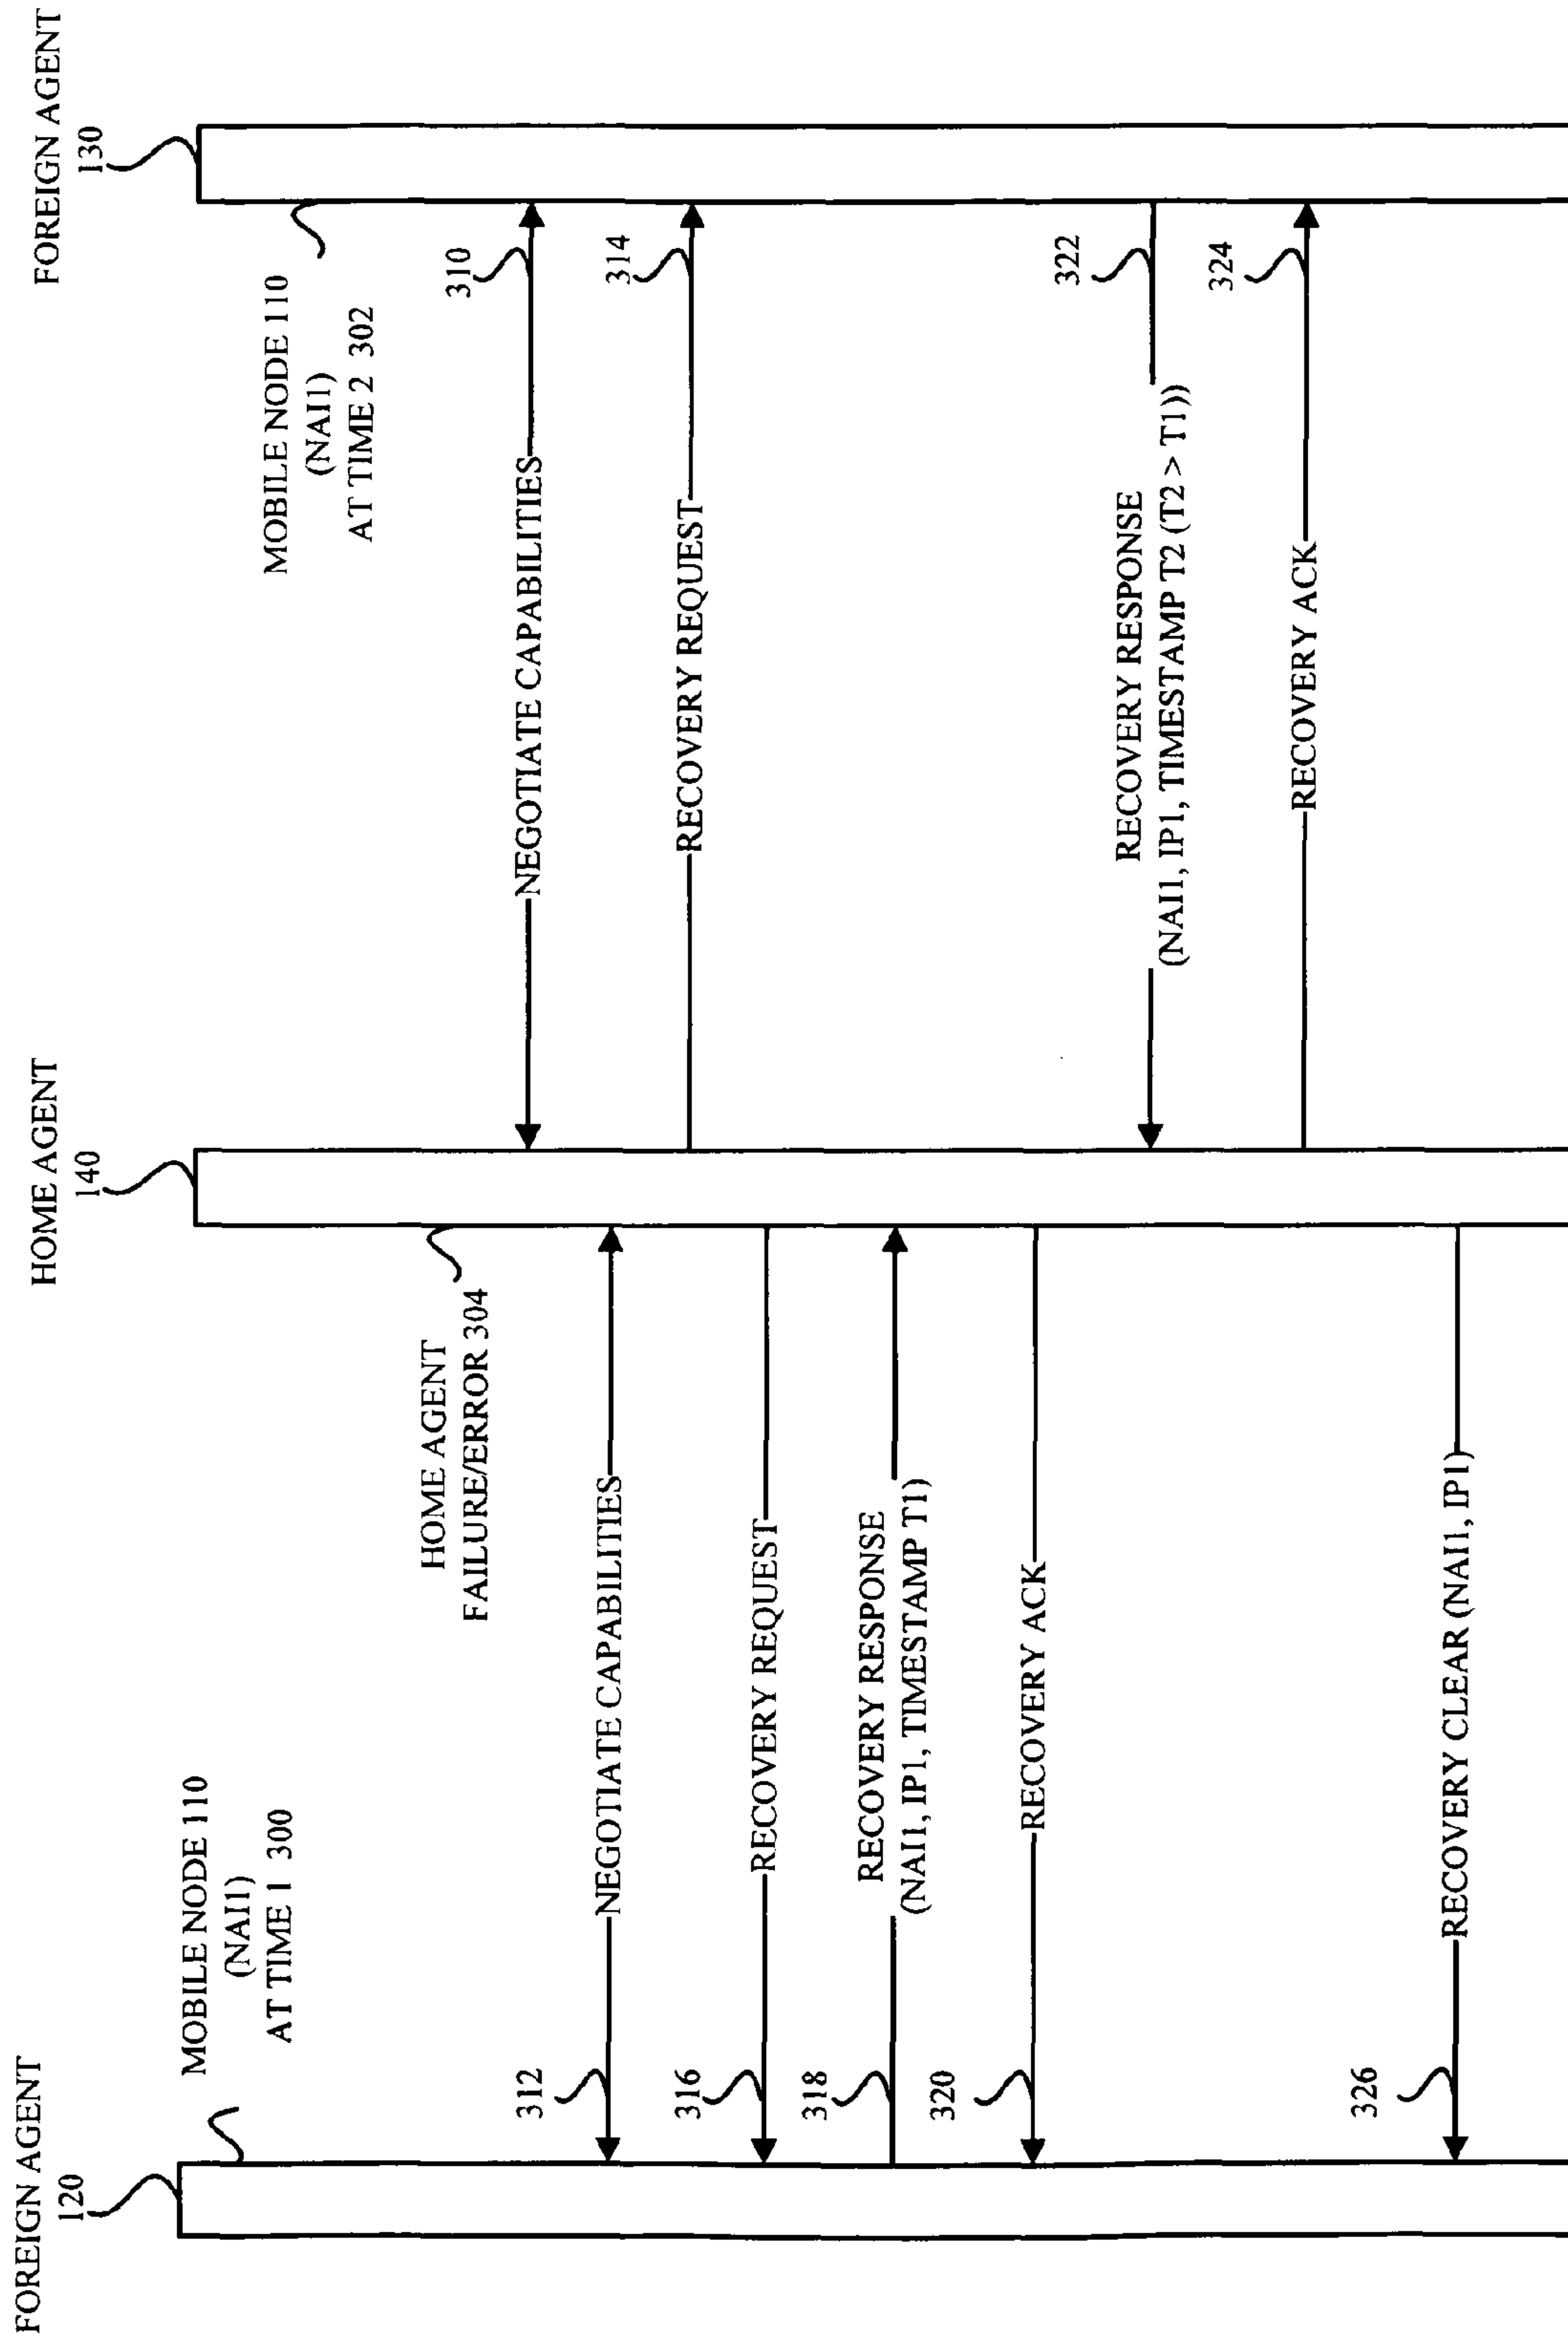 FOREIGN AGENT
120
HOME AGENT
140
FOREIGN AGENT
130
MOBILE NODE 110
(NAI1)
AT TIME 1 300
MOBILE NODE 110
(NAI1)
AT TIME 2 302
HOME AGENT
FAILURE/ERROR 304
NEGOTIATE CAPABILITIES
310
312
NEGOTIATE CAPABILITIES
RECOVERY REQUEST
314
316
RECOVERY REQUEST
318
RECOVERY RESPONSE
(NAI1, IP1, TIMESTAMP T1)
320
RECOVERY ACK
RECOVERY RESPONSE
(NAI1, IP1, TIMESTAMP T2 (T2 > T1))
322
RECOVERY ACK
324
326
RECOVERY CLEAR (NAI1, IP1)